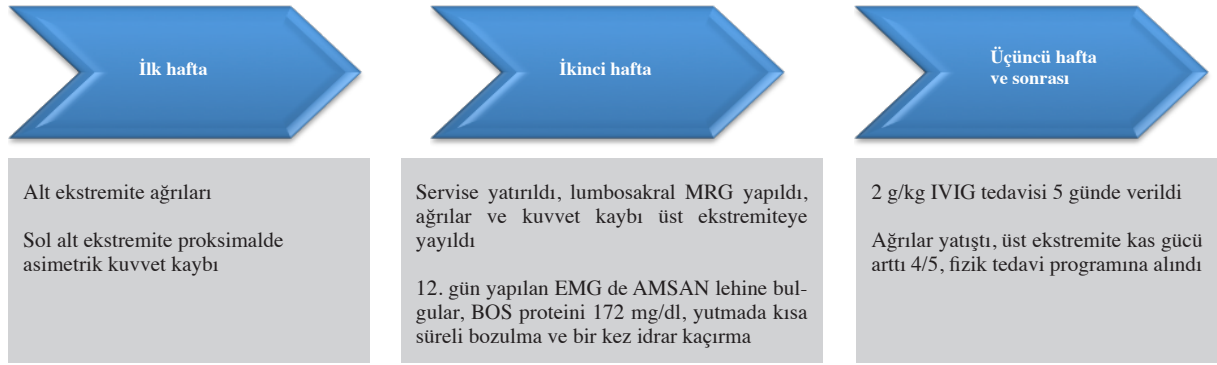 İlk hafta
Alt ekstremite ağrıları
Sol alt ekstremite proksimalde
asimetrik kuvvet kaybı
İkinci hafta
Servise yatırıldı, lumbosakral MRG yapıldı,
ağrılar ve kuvvet kaybı üst ekstremiteye
yayıldı
12. gün yapılan EMG de AMSAN lehine bul-
gular, BOS proteini 172 mg/dl, yutmada kısa
süreli bozulma ve bir kez idrar kaçırma
Üçüncü hafta
ve sonrası
2 g/kg IVIG tedavisi 5 günde verildi
Ağrılar yatıştı, üst ekstremite kas gücü
arttı 4/5, fizik tedavi programına alındı